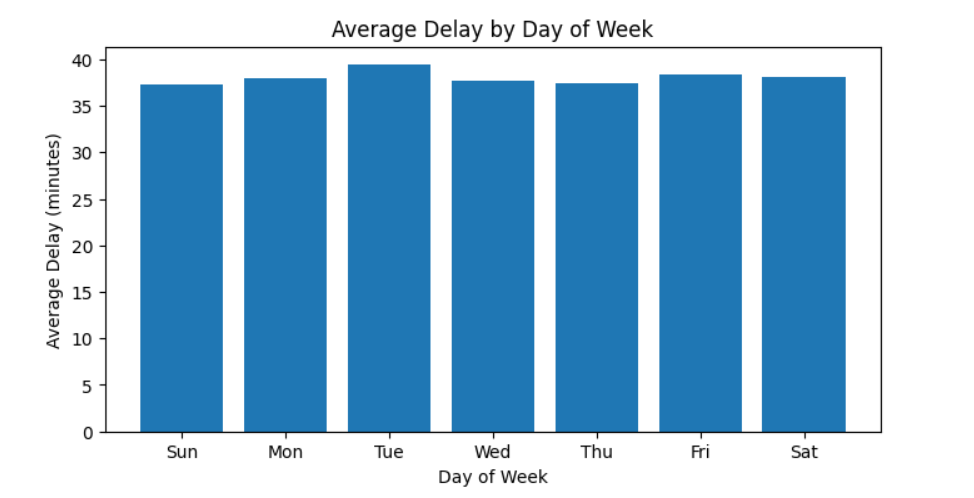 Average Delay by Day of Week
Average Delay (minutes)
40
35
30
25
20
15
10
5
0
Sun Mon Tue Wed Thu Fri Sat
Day of Week